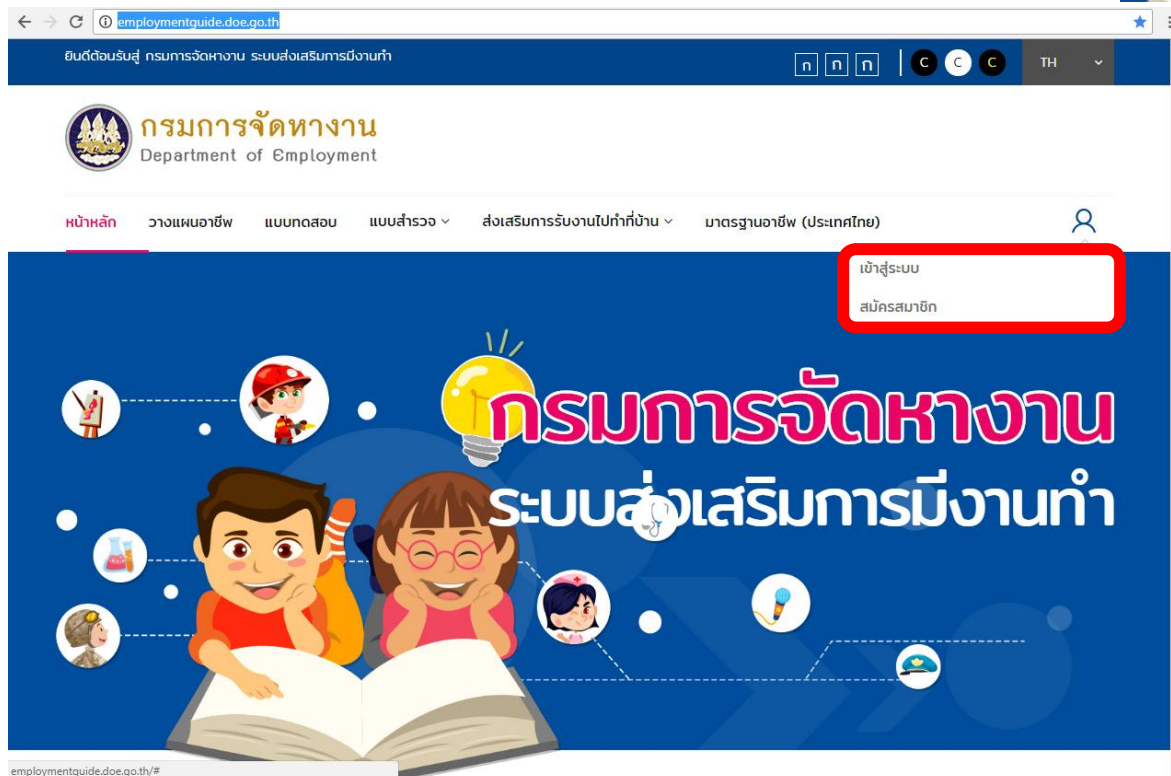 employmentguide.doe.go.th
ยินดีต้อนรับสู่ กรมการจัดหางาน ระบบส่งเสริมการมีงานทำ
ก ก ก C C C TH
กรมการจัดหางาน
Department of Employment
หน้าหลัก วางแผนอาชีพ แบบทดสอบ แบบสำรวจ ส่งเสริมการรับงานไปทำที่บ้าน มาตรฐานอาชีพ (ประเทศไทย)
เข้าสู่ระบบ
สมัครสมาชิก
กรมการจัดหางาน
ระบบส่งเสริมการมีงานทำ
employmentguide.doe.go.th/#